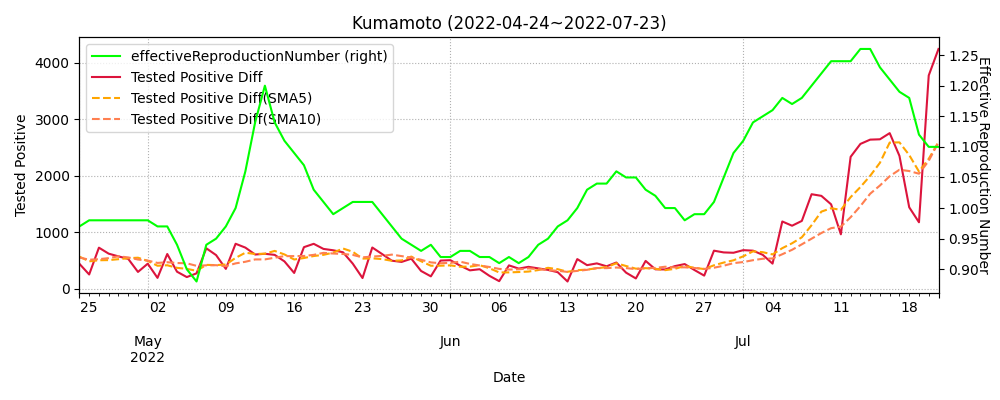 Kumamoto (2022-04-24~2022-07-23)
effectiveReproductionNumber (right)
Tested Positive Diff
Tested Positive Diff(SMA5)
Tested Positive Diff(SMA10)
Tested Positive
4000
3000
2000
1000
0
Effective Reproduction Number
1.25
1.20
1.15
1.10
1.05
1.00
0.95
0.90
25 02 09 16 23 30 06 13 20 27 04 11 18
May Jun Jul
2022
Date